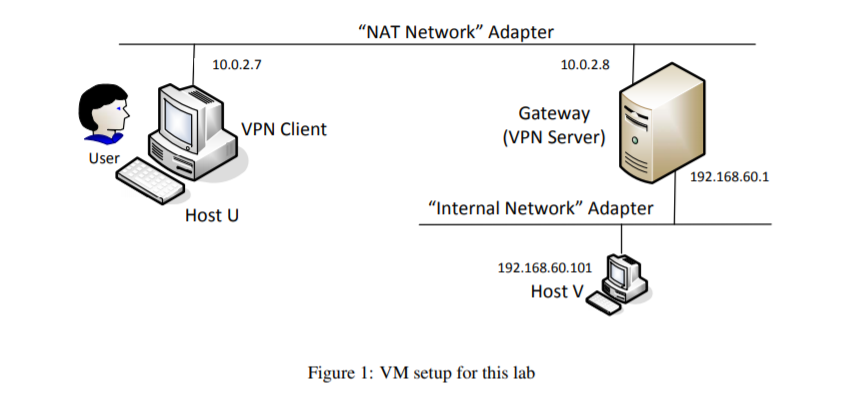 “NAT Network” Adapter
10.0.2.7
10.0.2.8
Gateway
(VPN Server)
VPN Client
User
192.168.60.1
Host U
“Internal Network” Adapter
192.168.60.101
Host V
Figure 1: VM setup for this lab